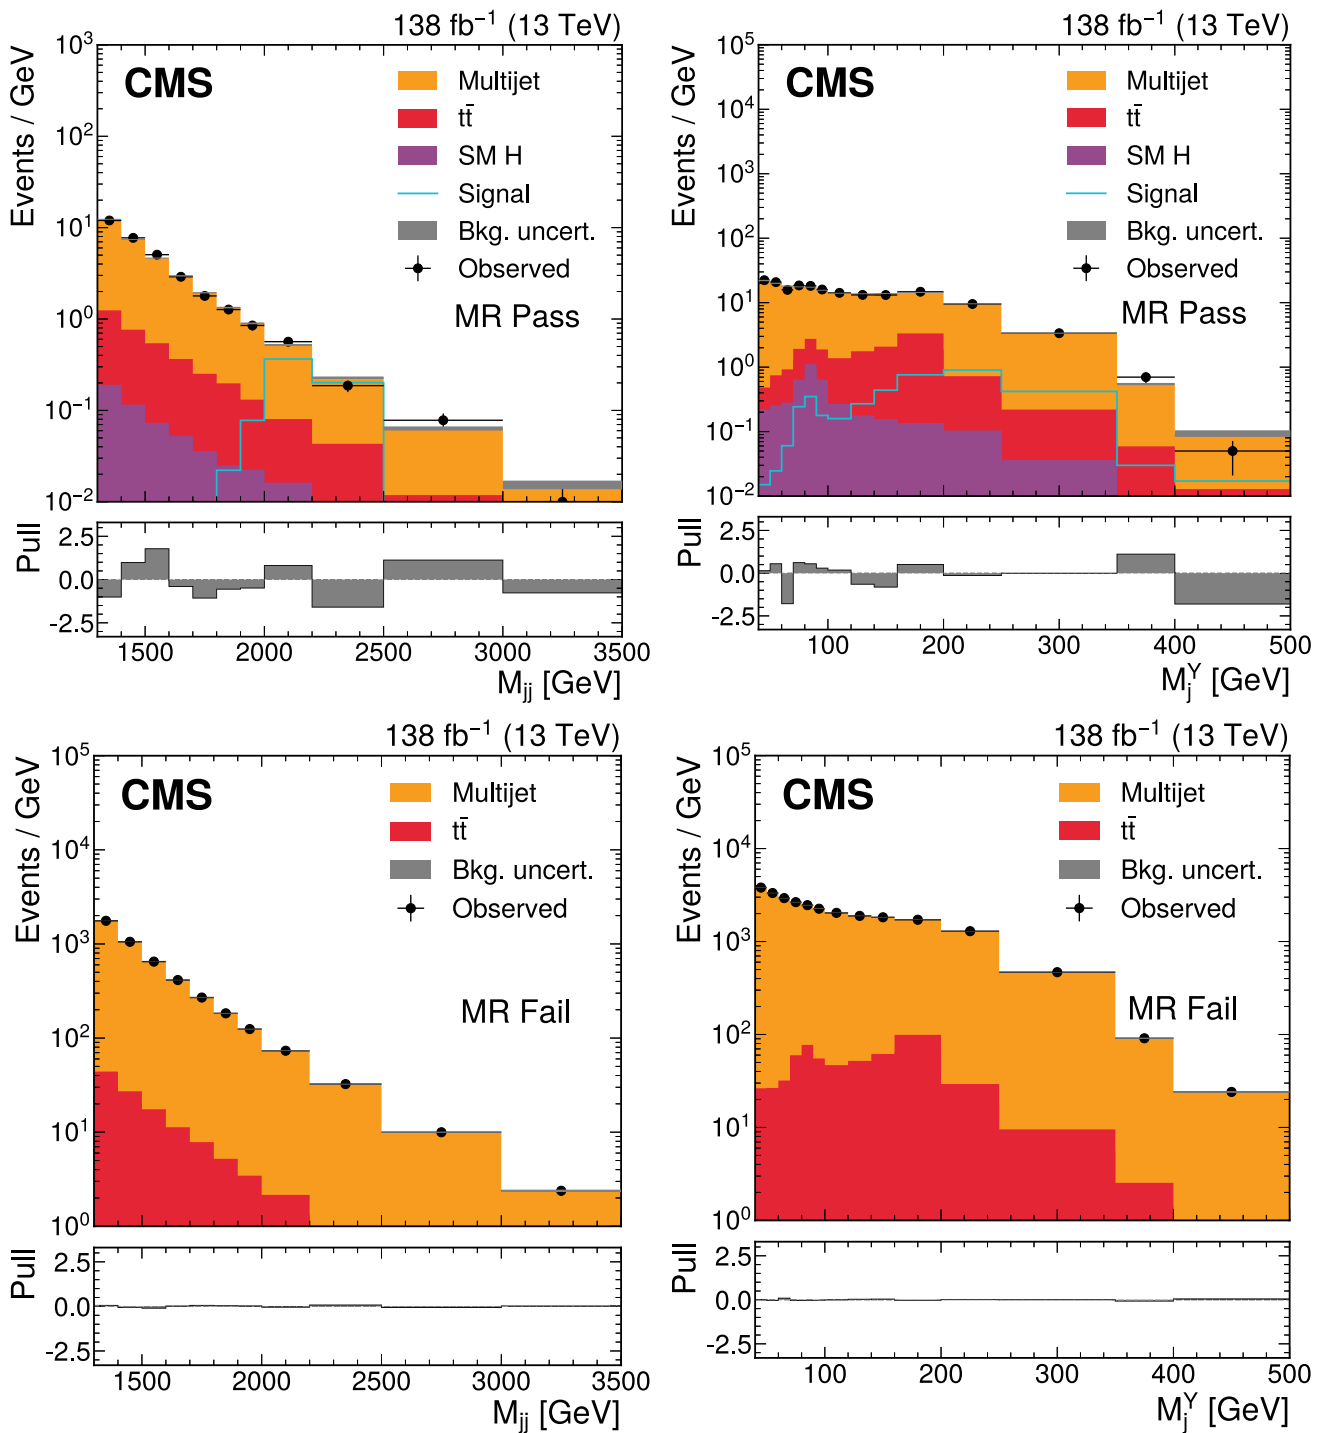 138 fb⁻¹ (13 TeV)
Events / GeV
10³
10²
10¹
10⁰
10⁻¹
10⁻²
CMS
Multijet
tt̄
SM H
Signal
Bkg. uncert.
Observed
MR Pass
Pull
2.5
0.0
-2.5
1500 2000 2500 3000 3500
M_jj [GeV]
138 fb⁻¹ (13 TeV)
Events / GeV
10⁵
10⁴
10³
10²
10¹
10⁰
10⁻¹
10⁻²
CMS
Multijet
tt̄
SM H
Signal
Bkg. uncert.
Observed
MR Pass
Pull
2.5
0.0
-2.5
100 200 300 400 500
M_j^Y [GeV]
138 fb⁻¹ (13 TeV)
Events / GeV
10⁵
10⁴
10³
10²
10¹
10⁰
CMS
Multijet
tt̄
Bkg. uncert.
Observed
MR Fail
Pull
2.5
0.0
-2.5
1500 2000 2500 3000 3500
M_jj [GeV]
138 fb⁻¹ (13 TeV)
Events / GeV
10⁵
10⁴
10³
10²
10¹
10⁰
CMS
Multijet
tt̄
Bkg. uncert.
Observed
MR Fail
Pull
2.5
0.0
-2.5
100 200 300 400 500
M_j^Y [GeV]